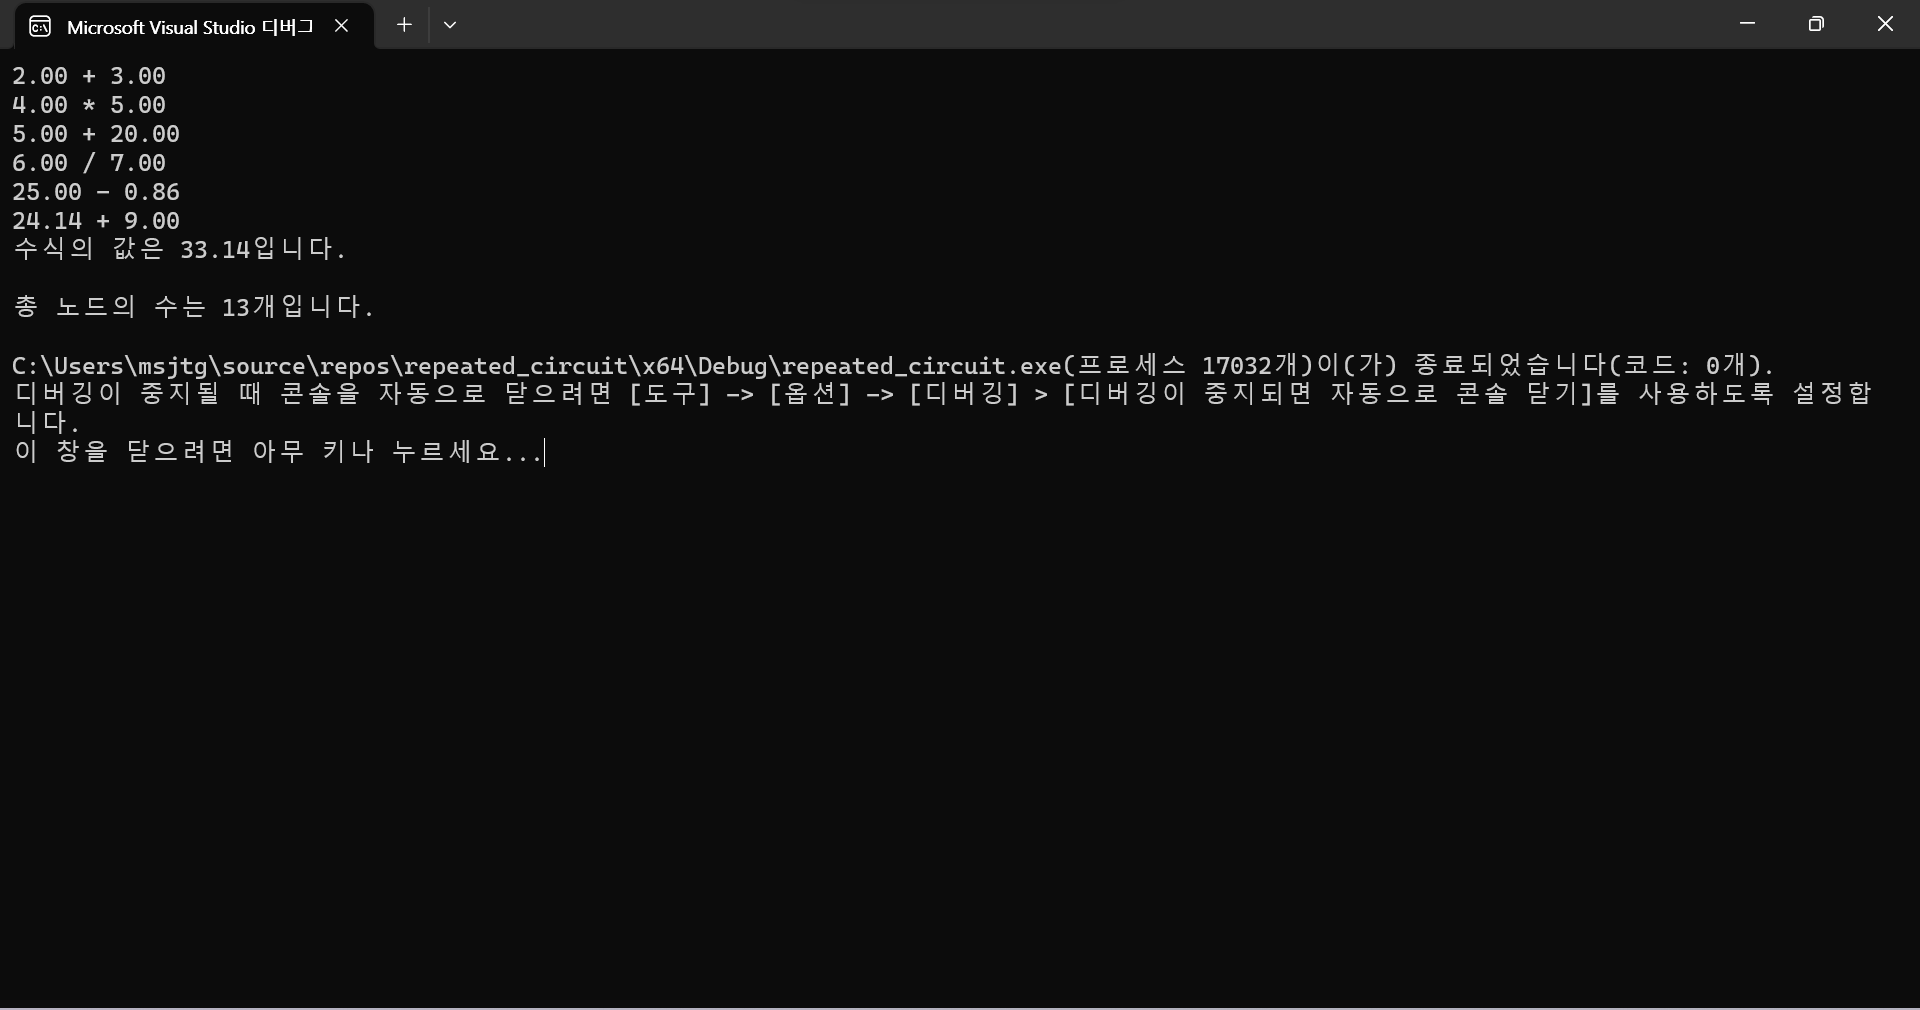 Microsoft Visual Studio 디버그
2.00 + 3.00
4.00 * 5.00
5.00 + 20.00
6.00 / 7.00
25.00 - 0.86
24.14 + 9.00
수식의 값은 33.14입니다.
총 노드의 수는 13개입니다.
C:\Users\msjtg\source\repos\repeated_circuit\x64\Debug\repeated_circuit.exe(프로세스 17032개)이(가) 종료되었습니다(코드: 0개).
디버깅이 중지될 때 콘솔을 자동으로 닫으려면 [도구] -> [옵션] -> [디버깅] > [디버깅이 중지되면 자동으로 콘솔 닫기]를 사용하도록 설정합
니다.
이 창을 닫으려면 아무 키나 누르세요...